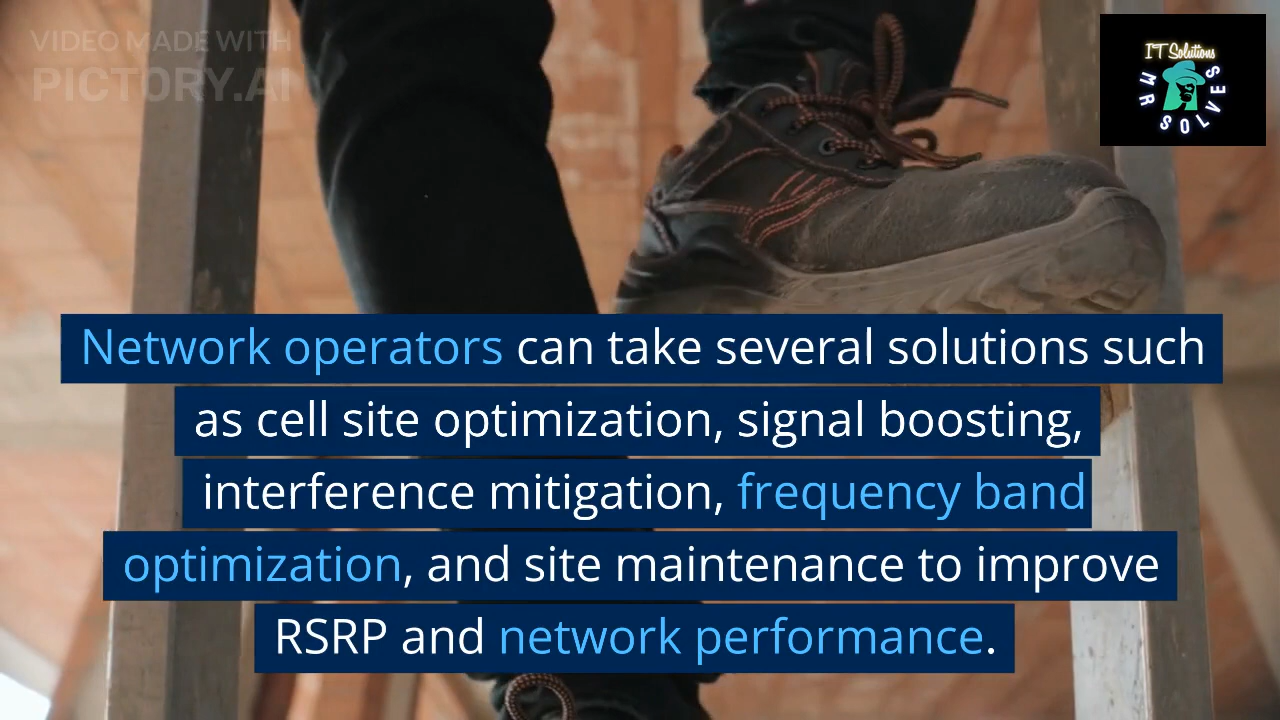 VIDEO MADE WITH
PICTORY.AI
IT Solutions
MR SOLVES
Network operators can take several solutions such
as cell site optimization, signal boosting,
interference mitigation, frequency band
optimization, and site maintenance to improve
RSRP and network performance.